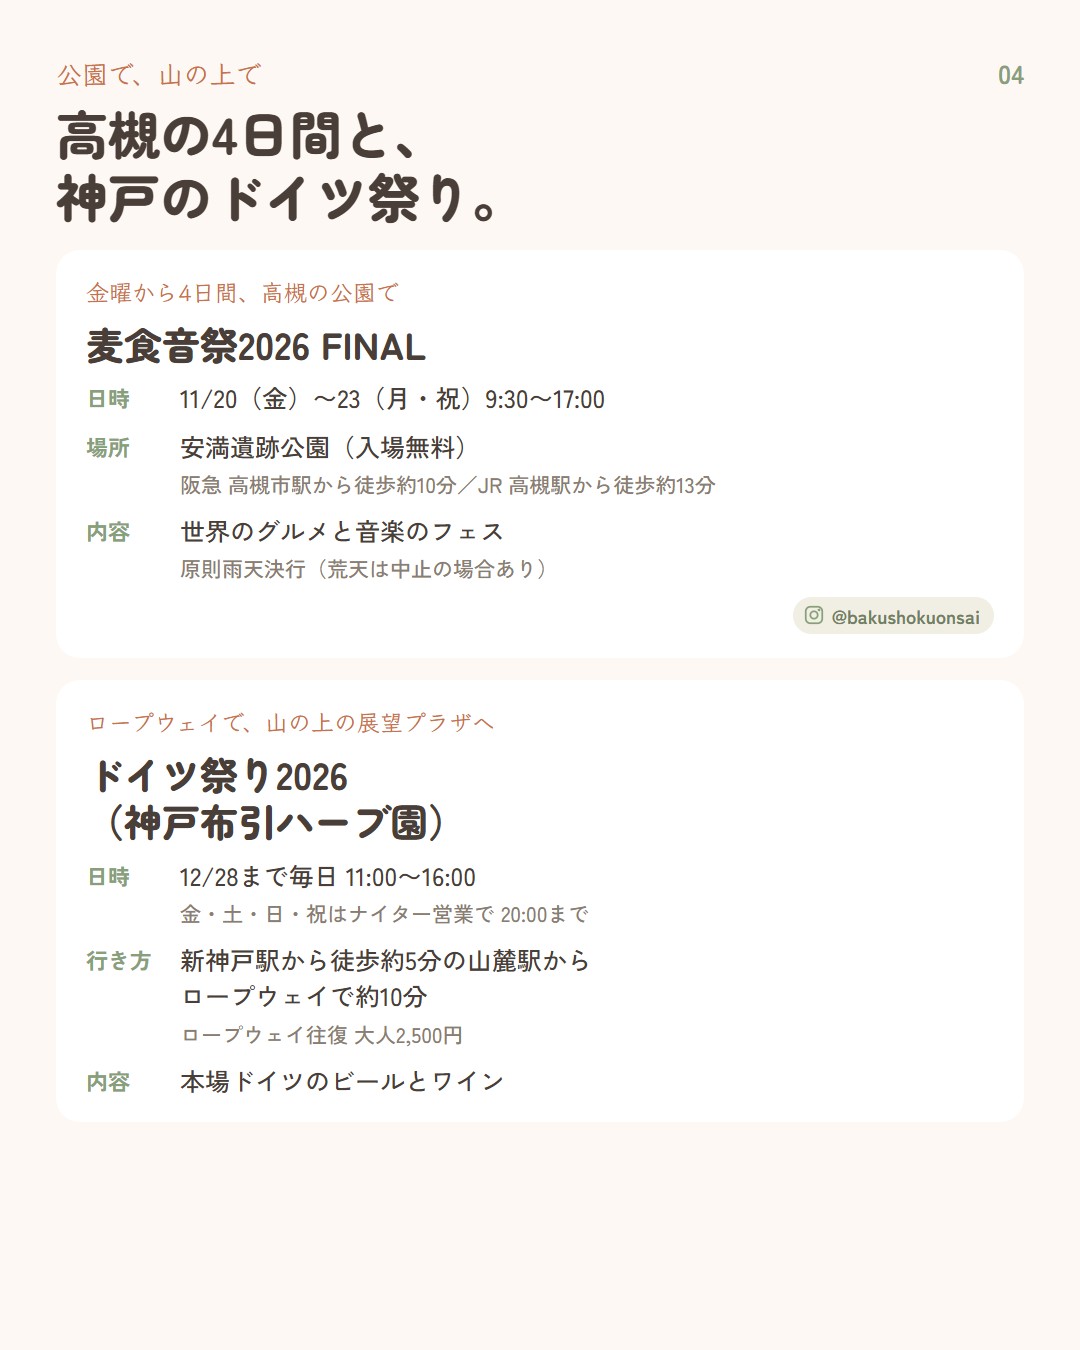 公園で、山の上で
04
高槻の4日間と、
神戸のドイツ祭り。
金曜から4日間、高槻の公園で
麦食音祭2026 FINAL
日時 11/20（金）〜23（月・祝）9:30〜17:00
場所 安満遺跡公園（入場無料）
阪急 高槻市駅から徒歩約10分／JR 高槻駅から徒歩約13分
内容 世界のグルメと音楽のフェス
原則雨天決行（荒天は中止の場合あり）
@bakushokuonsai
ロープウェイで、山の上の展望プラザへ
ドイツ祭り2026
（神戸布引ハーブ園）
日時 12/28まで毎日 11:00〜16:00
金・土・日・祝はナイター営業で 20:00まで
行き方 新神戸駅から徒歩約5分の山麓駅から
ロープウェイで約10分
ロープウェイ往復 大人2,500円
内容 本場ドイツのビールとワイン